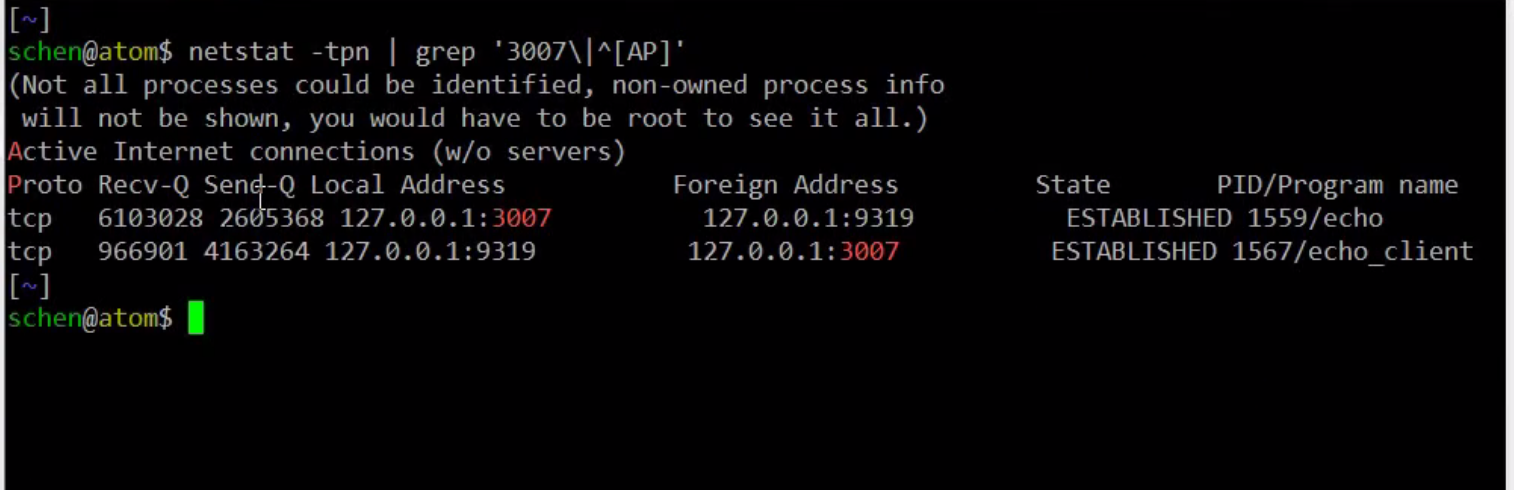 [~]
schen@atom$ netstat -tpn | grep '3007\|^[AP]'
(Not all processes could be identified, non-owned process info
 will not be shown, you would have to be root to see it all.)
Active Internet connections (w/o servers)
Proto Recv-Q Send-Q Local Address           Foreign Address         State       PID/Program name
tcp   6103028 2605368 127.0.0.1:3007          127.0.0.1:9319          ESTABLISHED 1559/echo
tcp   966901 4163264 127.0.0.1:9319          127.0.0.1:3007          ESTABLISHED 1567/echo_client
[~]
schen@atom$